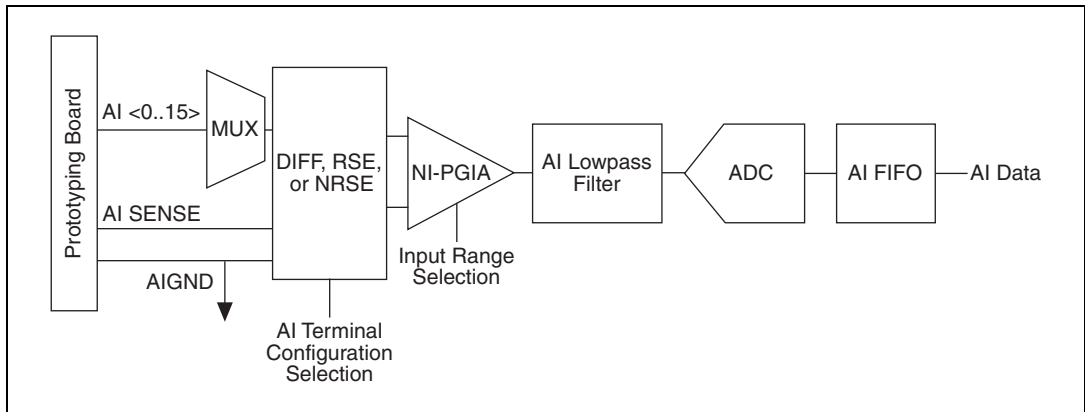 Prototyping Board
AI <0..15>
MUX
AI SENSE
AIGND
DIFF, RSE,
or NRSE
AI Terminal
Configuration
Selection
NI-PGIA
Input Range
Selection
AI Lowpass
Filter
ADC
AI FIFO
AI Data